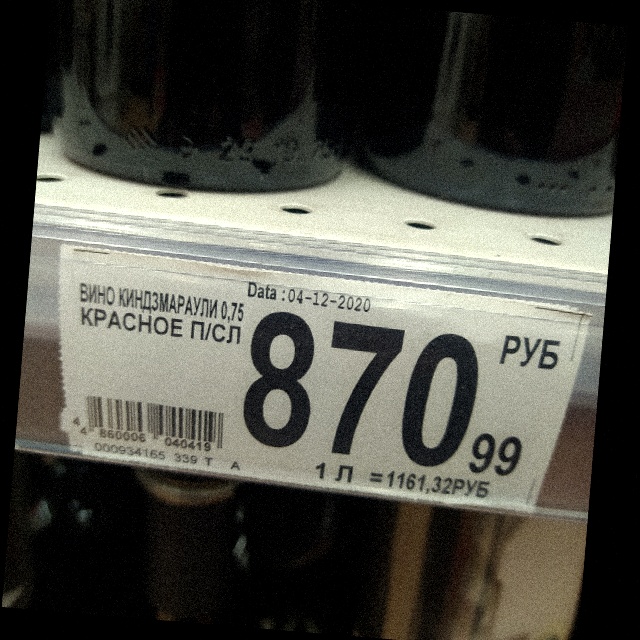 Data :04-12-2020
ВИНО КИНДЗМАРАУЛИ 0,75
КРАСНОЕ П/СЛ
870 99
РУБ
4 860006 040419
000934165 339 Т А
1 Л =1161,32РУБ